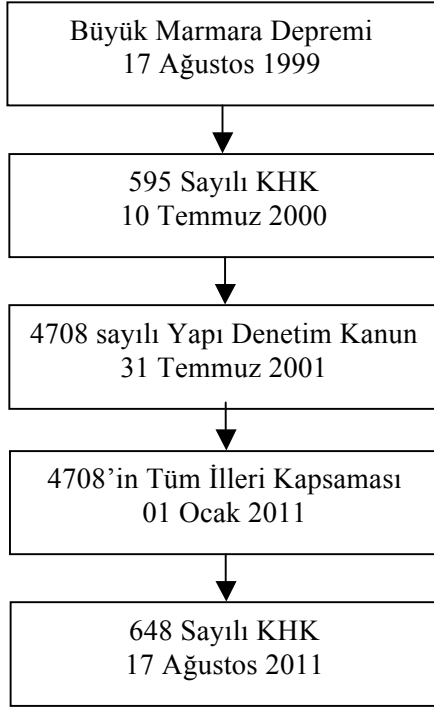 Büyük Marmara Depremi
17 Ağustos 1999
595 Sayılı KHK
10 Temmuz 2000
4708 sayılı Yapı Denetim Kanun
31 Temmuz 2001
4708’in Tüm İlleri Kapsaması
01 Ocak 2011
648 Sayılı KHK
17 Ağustos 2011